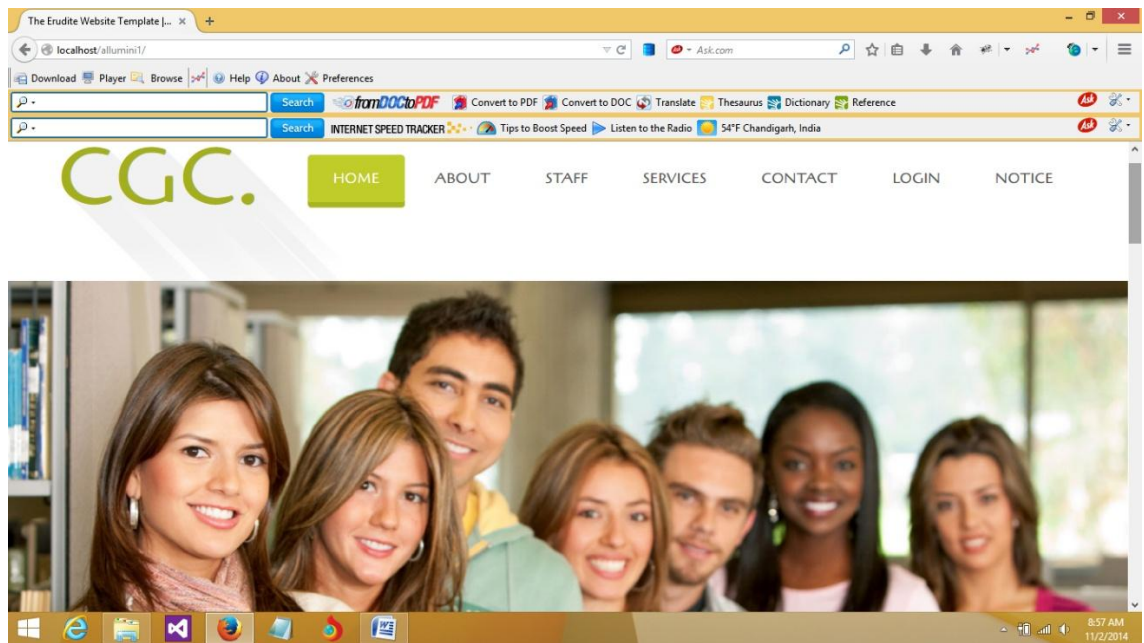 The Erudite Website Template |... × +
localhost/allumini1/ Ask.com
Download Player Browse Help About Preferences
Search fromDOCtoPDF Convert to PDF Convert to DOC Translate Thesaurus Dictionary Reference Ask
Search INTERNET SPEED TRACKER Tips to Boost Speed Listen to the Radio 54°F Chandigarh, India Ask
CGC. HOME ABOUT STAFF SERVICES CONTACT LOGIN NOTICE
8:57 AM
11/2/2014